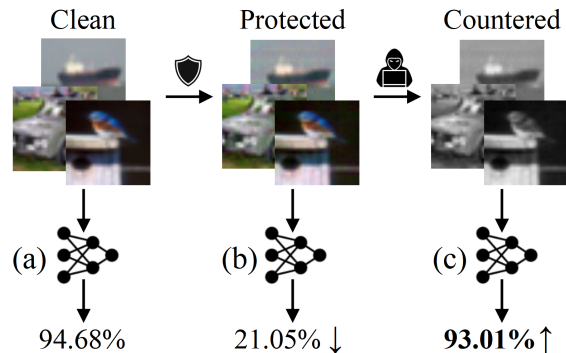 Clean Protected Countered
(a) (b) (c)
94.68% 21.05% ↓ 93.01% ↑